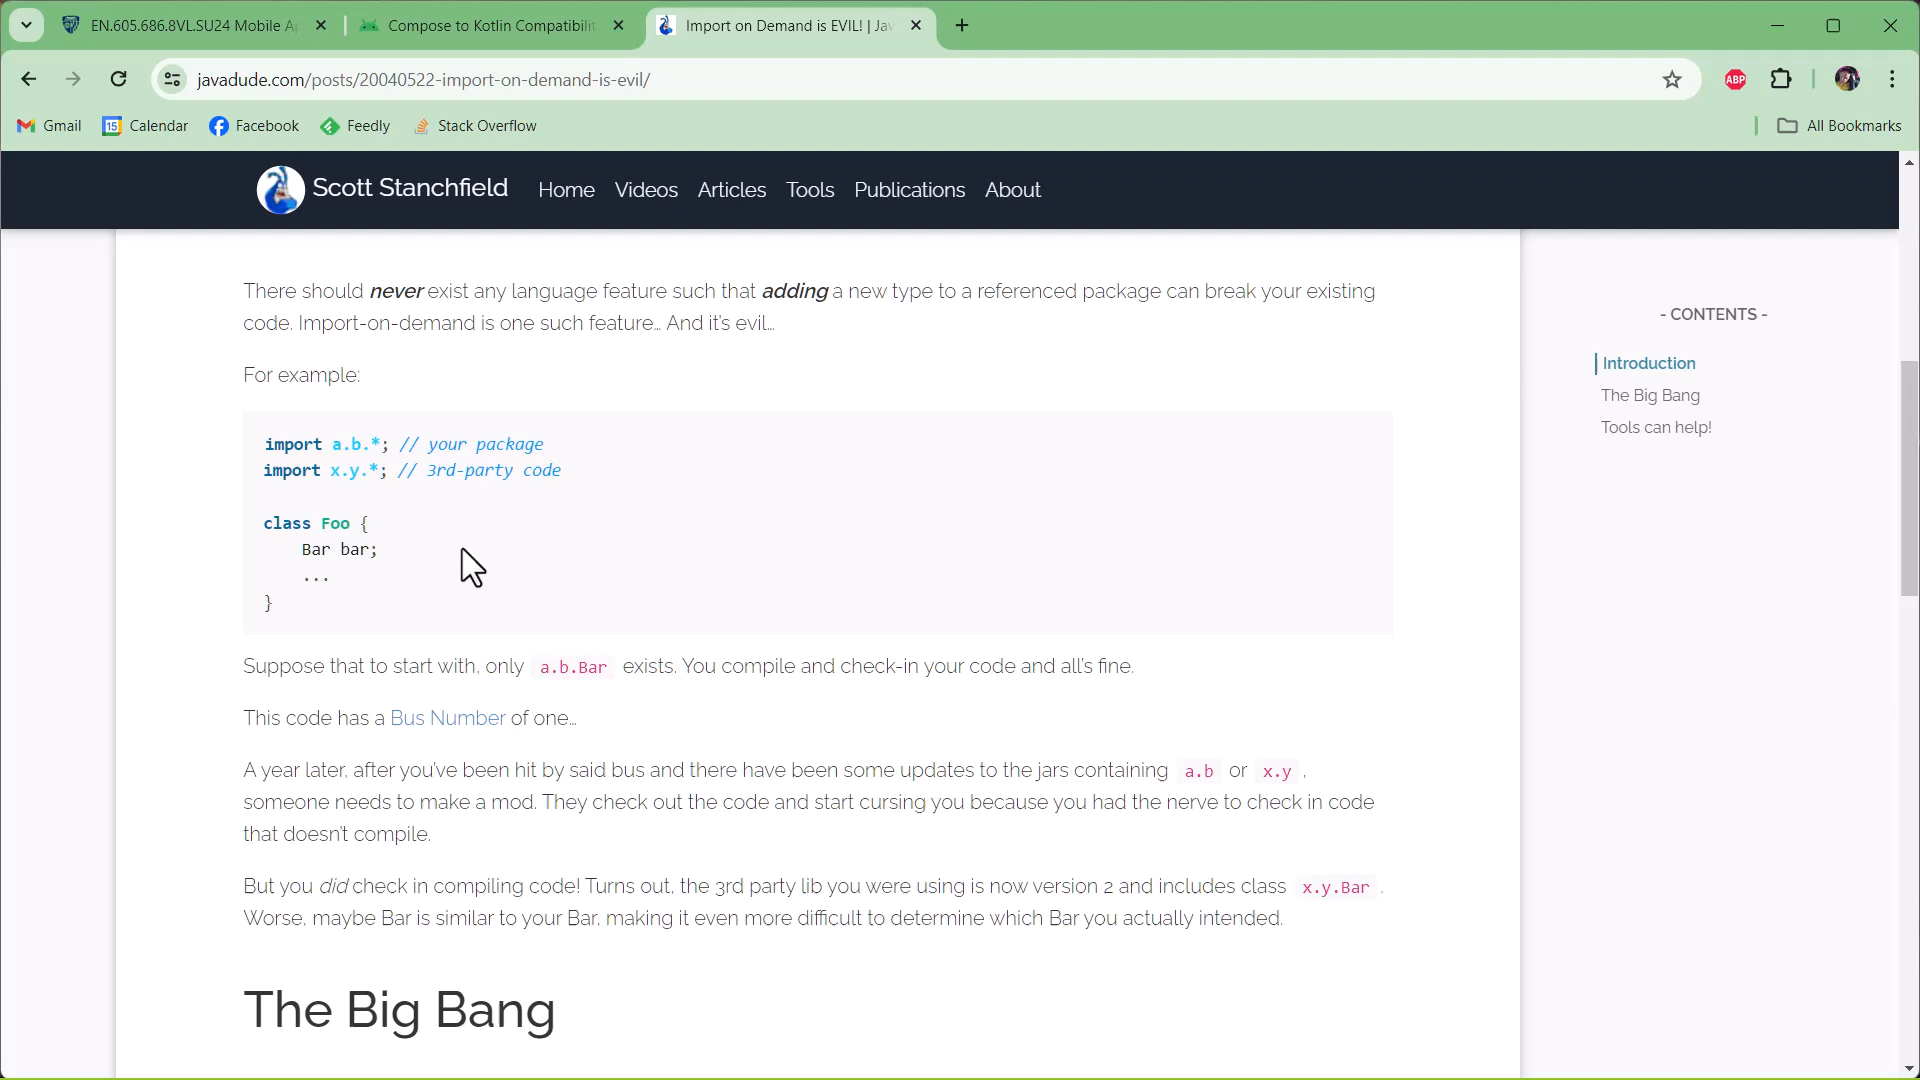 EN.605.686.8VL.SU24 Mobile Ap
Compose to Kotlin Compatibilit
Import on Demand is EVIL! | Jav
javadude.com/posts/20040522-import-on-demand-is-evil/
ABP
Gmail
15
Calendar
Facebook
Feedly
Stack Overflow
All Bookmarks
Scott Stanchfield
Home
Videos
Articles
Tools
Publications
About
There should never exist any language feature such that adding a new type to a referenced package can break your existing
code. Import-on-demand is one such feature... And it's evil...
For example:
import a.b.*; // your package
import x.y.*; // 3rd-party code
class Foo {
Bar bar;
...
}
Suppose that to start with, only a.b.Bar exists. You compile and check-in your code and all's fine.
This code has a Bus Number of one...
A year later, after you've been hit by said bus and there have been some updates to the jars containing a.b or x.y ,
someone needs to make a mod. They check out the code and start cursing you because you had the nerve to check in code
that doesn't compile.
But you did check in compiling code! Turns out, the 3rd party lib you were using is now version 2 and includes class x.y.Bar .
Worse, maybe Bar is similar to your Bar, making it even more difficult to determine which Bar you actually intended.
The Big Bang
- CONTENTS -
Introduction
The Big Bang
Tools can help!